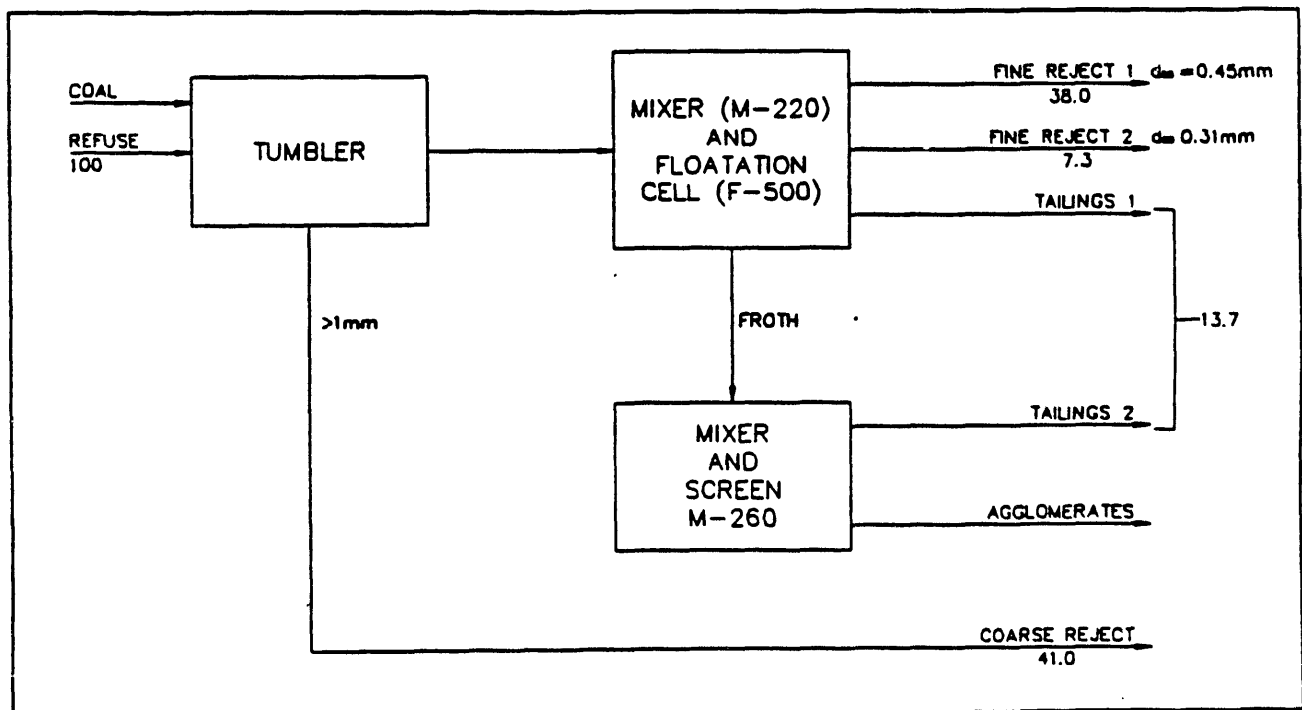 COAL
REFUSE
100
TUMBLER
>1mm
MIXER (M-220)
AND
FLOATATION
CELL (F-500)
FINE REJECT 1 =0.45mm
38.0
FINE REJECT 2 0.31mm
7.3
TAILINGS 1
13.7
FROTH
MIXER
AND
SCREEN
M-260
TAILINGS 2
AGGLOMERATES
COARSE REJECT
41.0